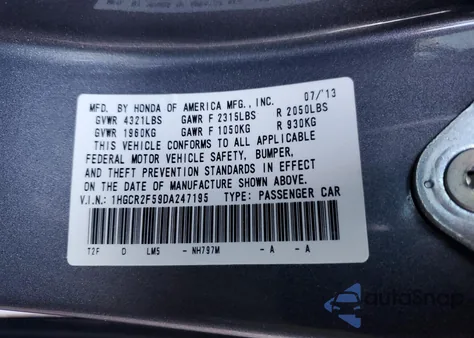 MFD. BY HONDA OF AMERICA MFG., INC. 07/'13
GVWR 4321LBS GAWR F 2315LBS R 2050LBS
GVWR 1960KG GAWR F 1050KG R 930KG
THIS VEHICLE CONFORMS TO ALL APPLICABLE
FEDERAL MOTOR VEHICLE SAFETY, BUMPER,
AND THEFT PREVENTION STANDARDS IN EFFECT
ON THE DATE OF MANUFACTURE SHOWN ABOVE.
V.I.N.: 1HGCR2F59DA247195 TYPE: PASSENGER CAR
T2F D LM5 -NH797M -A -A
autoSnap